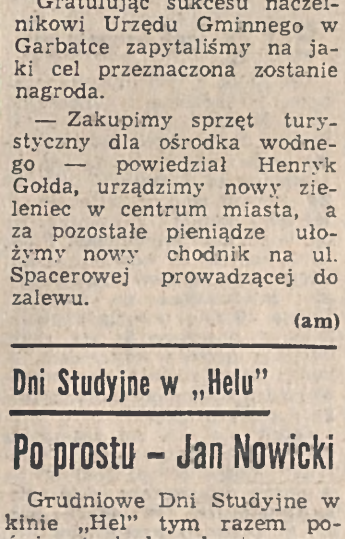 Gratulując sukcesu naczel-
nikowi Urzędu Gminnego w
Garbatce zapytaliśmy na ja-
ki cel przeznaczona zostanie
nagroda.
— Zakupimy sprzęt tury-
styczny dla ośrodka wodne-
go — powiedział Henryk
Gołda, urządzimy nowy zie-
leniec w centrum miasta, a
za pozostałe pieniądze uło-
żymy nowy chodnik na ul.
Spacerowej prowadzącej do
zalewu.
(am)
Dni Studyjne w „Helu”
Po prostu – Jan Nowicki
Grudniowe Dni Studyjne w
kinie „Hel” tym razem po-